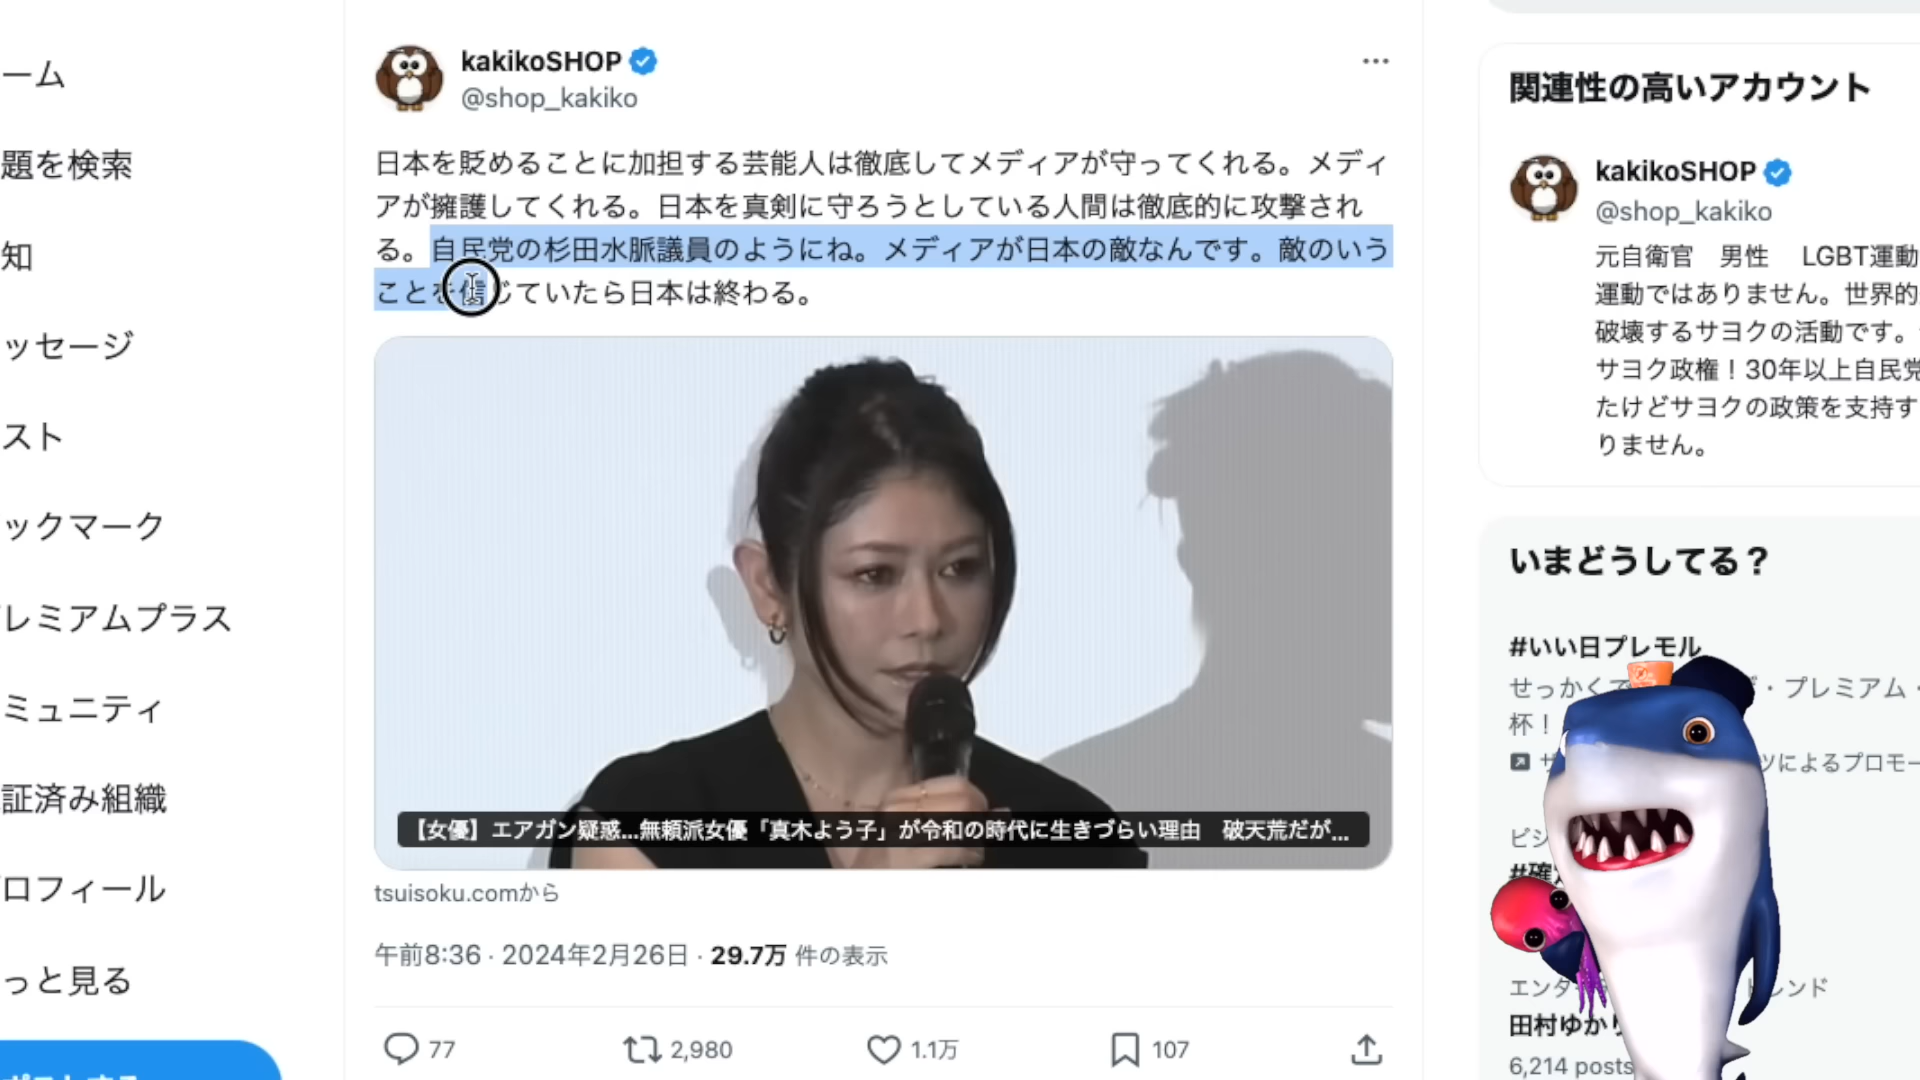 ーム
題を検索
知
ッセージ
スト
ックマーク
レミアムプラス
ミュニティ
証済み組織
ロフィール
っと見る
kakikoSHOP
@shop_kakiko
日本を貶めることに加担する芸能人は徹底してメディアが守ってくれる。メディ
アが擁護してくれる。日本を真剣に守ろうとしている人間は徹底的に攻撃され
る。自民党の杉田水脈議員のようにね。メディアが日本の敵なんです。敵のいう
ことを信じていたら日本は終わる。
【女優】エアガン疑惑...無頼派女優「真木よう子」が令和の時代に生きづらい理由　破天荒だが...
tsuisoku.comから
午前8:36 · 2024年2月26日 · 29.7万 件の表示
77
2,980
1.1万
107
関連性の高いアカウント
kakikoSHOP
@shop_kakiko
元自衛官　男性　LGBT運動
運動ではありません。世界的
破壊するサヨクの活動です。
サヨク政権！30年以上自民党
たけどサヨクの政策を支持す
りません。
いまどうしてる？
#いい日プレモル
せっかくで・プレミアム・
杯！
ツによるプロモー
ビジ
#確
エンタ
レンド
田村ゆかり
6,214 posts